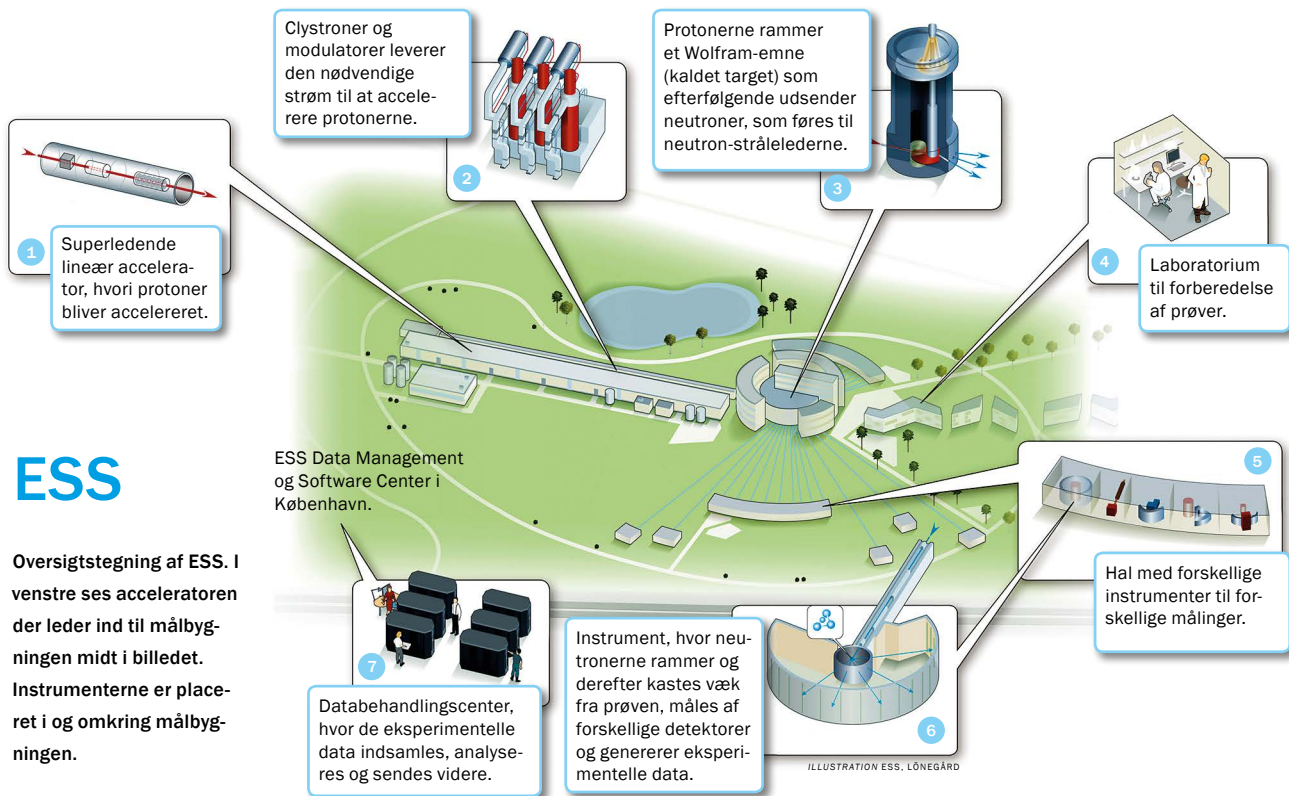 Clystroner og
modulatorer leverer
den nødvendige
strøm til at accele-
rere protonerne.
2
Protonerne rammer
et Wolfram-emne
(kaldet target) som
efterfølgende udsender
neutroner, som føres til
neutron-strålelederne.
3
1
Superledende
lineær accelera-
tor, hvori protoner
bliver accelereret.
4
Laboratorium
til forberedelse
af prøver.
ESS
Oversigtstegning af ESS. I
venstre ses acceleratoren
der leder ind til målbyg-
ningen midt i billedet.
Instrumenterne er place-
ret i og omkring målbyg-
ningen.
ESS Data Management
og Software Center i
København.
5
Hal med forskellige
instrumenter til for-
skellige målinger.
7
Databehandlingscenter,
hvor de eksperimentelle
data indsamles, analyse-
res og sendes videre.
Instrument, hvor neu-
tronerne rammer og
derefter kastes væk
fra prøven, måles af
forskellige detektorer
og genererer eksperi-
mentelle data.
6
ILLUSTRATION ESS, LÖNEGÅRD